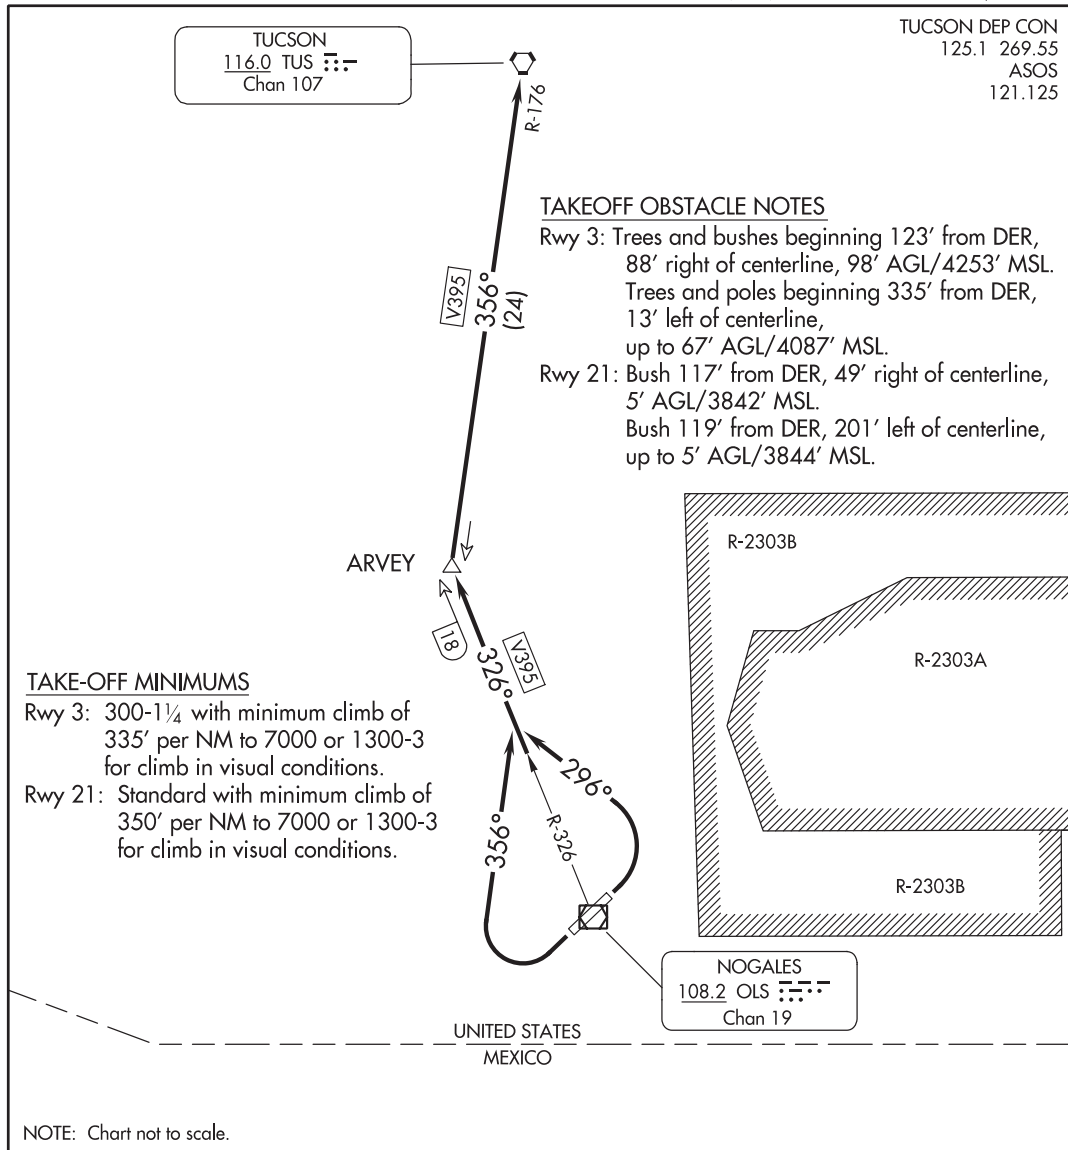 TUCSON DEP CON
125.1 269.55
ASOS
121.125
TUCSON
116.0 TUS
Chan 107
R-176
TAKEOFF OBSTACLE NOTES
Rwy 3: Trees and bushes beginning 123′ from DER,
88′ right of centerline, 98′ AGL/4253′ MSL.
Trees and poles beginning 335′ from DER,
13′ left of centerline,
up to 67′ AGL/4087′ MSL.
Rwy 21: Bush 117′ from DER, 49′ right of centerline,
5′ AGL/3842′ MSL.
Bush 119′ from DER, 201′ left of centerline,
up to 5′ AGL/3844′ MSL.
V395
356°
(24)
ARVEY
R-2303B
R-2303A
R-2303B
18
326°
V395
TAKE-OFF MINIMUMS
Rwy 3: 300-1¼ with minimum climb of
335′ per NM to 7000 or 1300-3
for climb in visual conditions.
Rwy 21: Standard with minimum climb of
350′ per NM to 7000 or 1300-3
for climb in visual conditions.
296°
356°
R-326
NOGALES
108.2 OLS
Chan 19
UNITED STATES
MEXICO
NOTE: Chart not to scale.